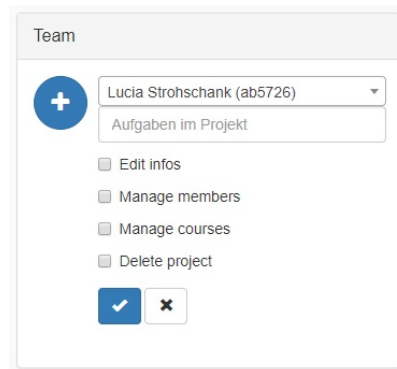 Team
Lucia Strohschank (ab5726)
Aufgaben im Projekt
Edit infos
Manage members
Manage courses
Delete project